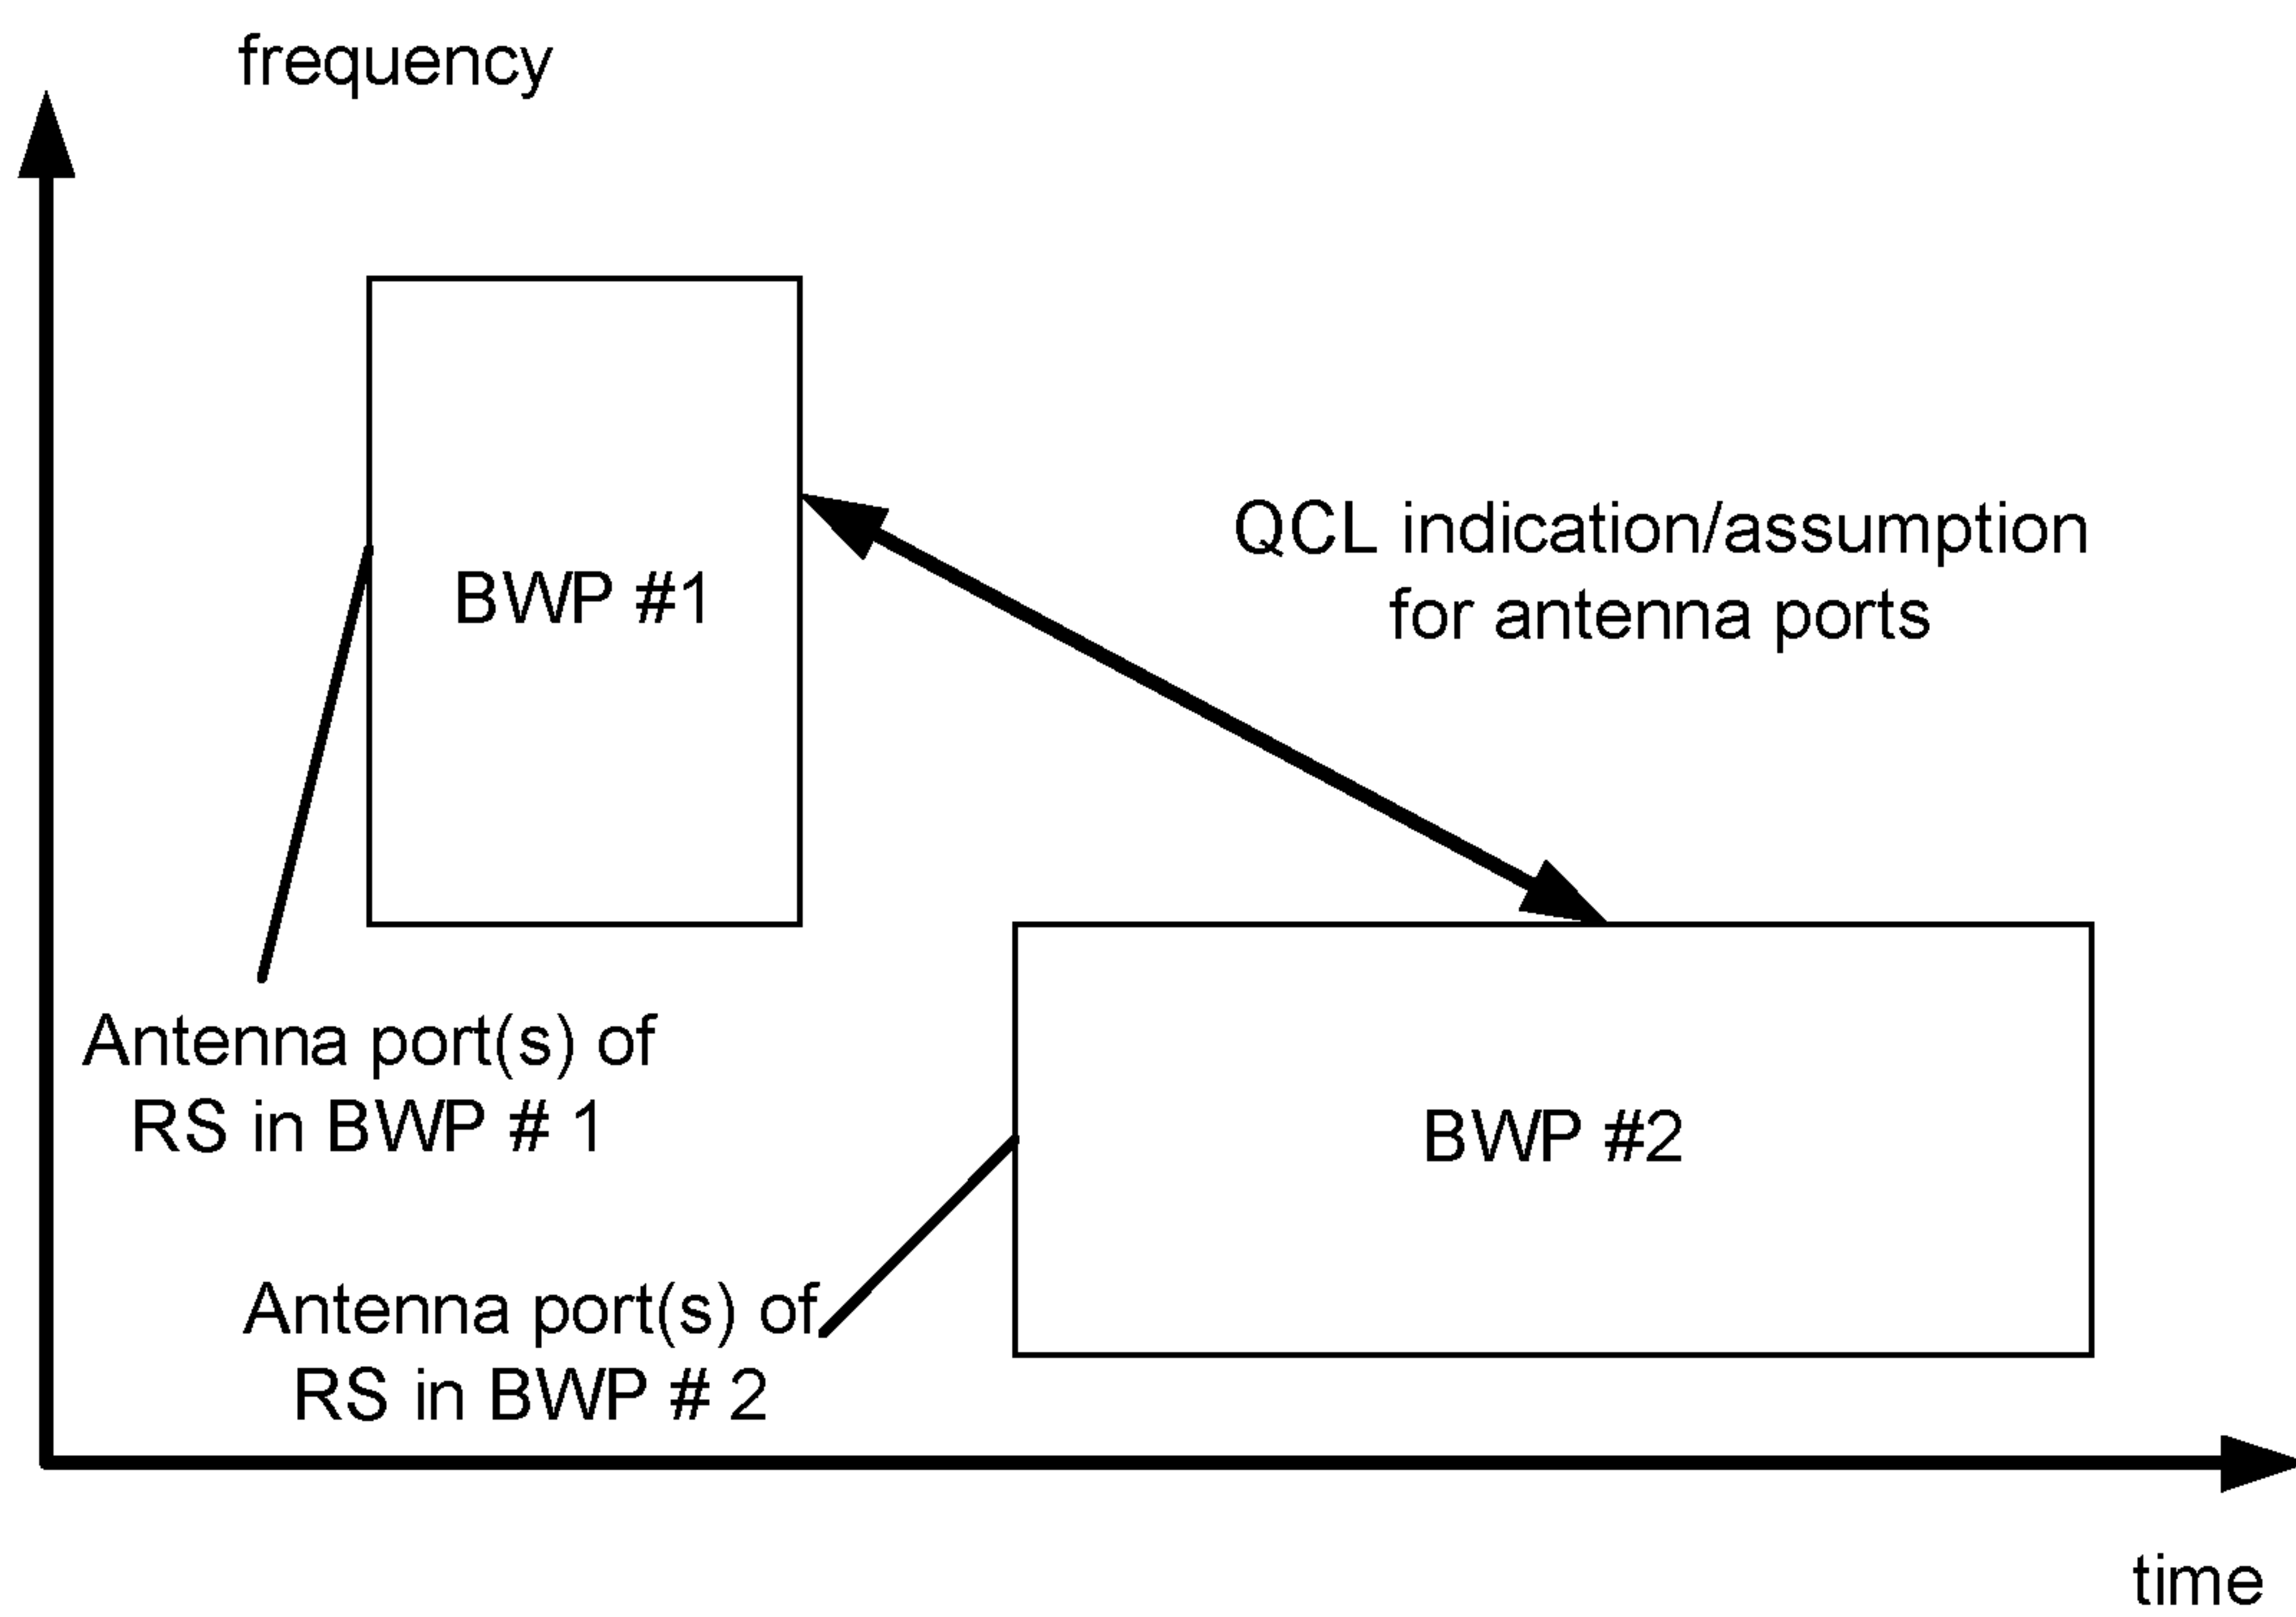 frequency
BWP #1
QCL indication/assumption
for antenna ports
Antenna port(s) of
RS in BWP # 1
BWP #2
Antenna port(s) of
RS in BWP # 2
time